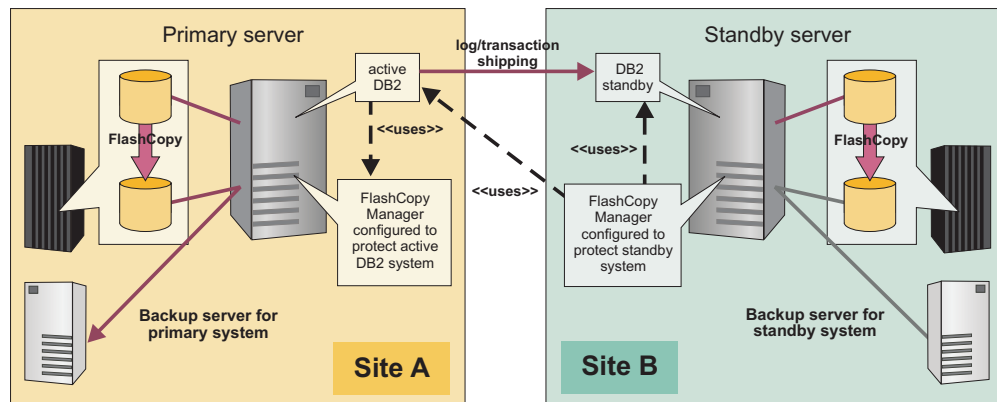 Primary server
active
DB2
FlashCopy
<<uses>>
FlashCopy
Manager
configured to
protect active
DB2 system
Backup server for
primary system
Site A
log/transaction
shipping
<<uses>>
Standby server
DB2
standby
<<uses>>
FlashCopy
FlashCopy
Manager
configured to
protect standby
system
Backup server for
standby system
Site B